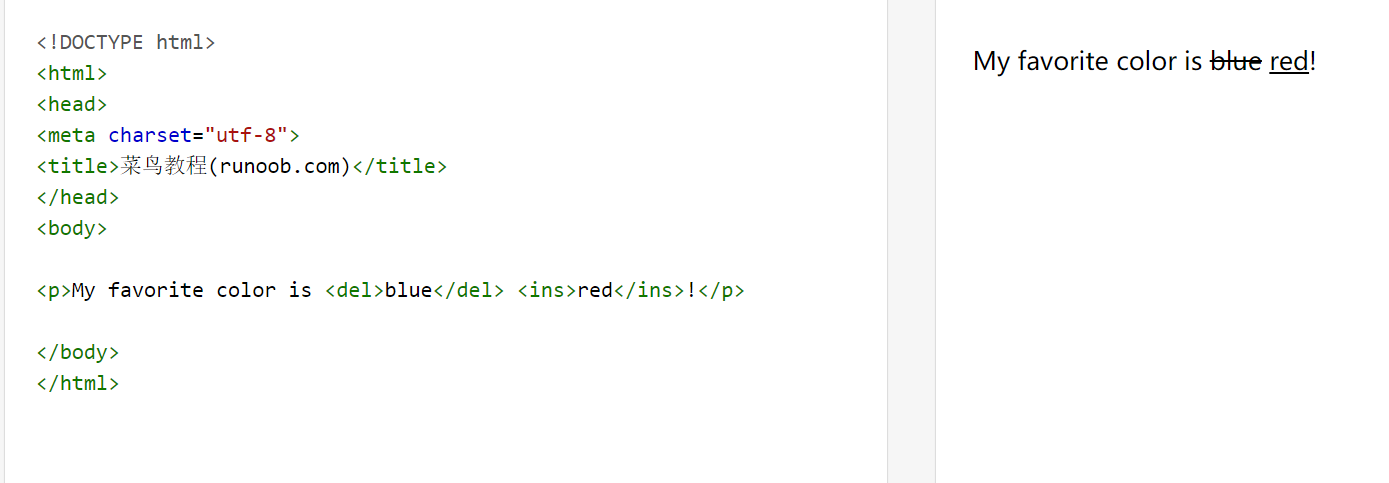 <!DOCTYPE html>
<html>
<head>
<meta charset="utf-8">
<title>菜鸟教程(runoob.com)</title>
</head>
<body>
<p>My favorite color is <del>blue</del> <ins>red</ins>!</p>
</body>
</html>
My favorite color is blue red!